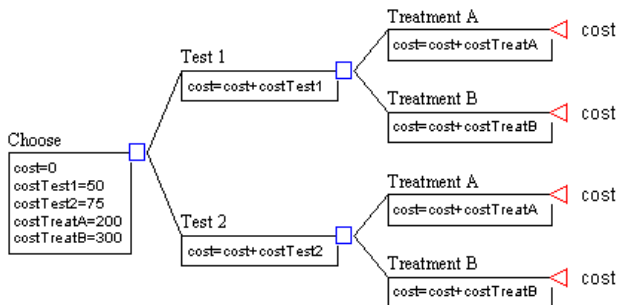 Choose
cost=0
costTest1=50
costTest2=75
costTreatA=200
costTreatB=300
Test 1
cost=cost+costTest1
Treatment A
cost=cost+costTreatA
cost
Treatment B
cost=cost+costTreatB
cost
Test 2
cost=cost+costTest2
Treatment A
cost=cost+costTreatA
cost
Treatment B
cost=cost+costTreatB
cost